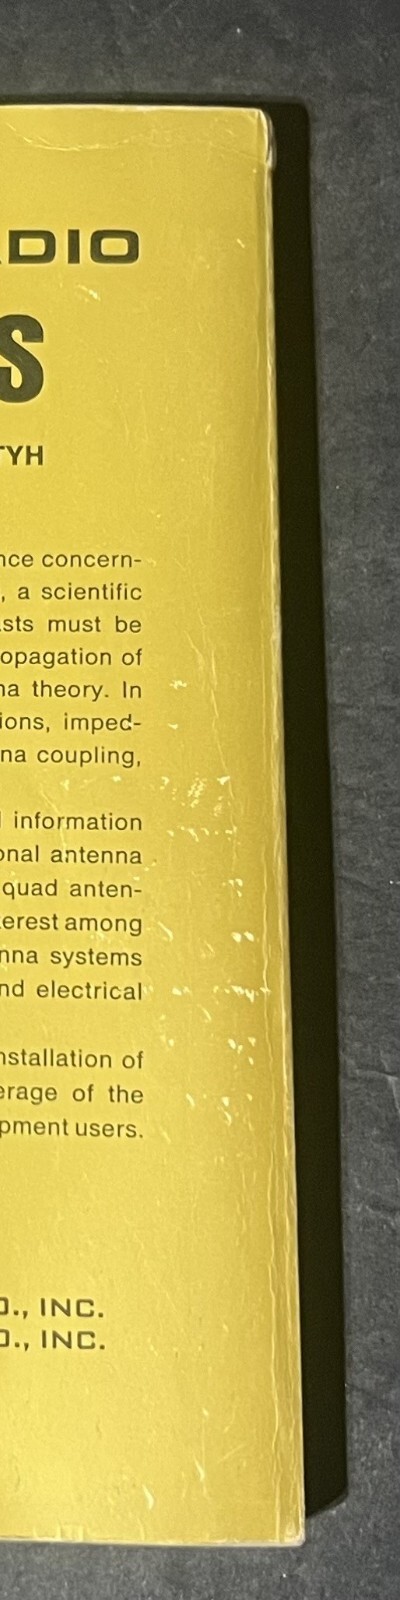 ADIO
S
TYH
nce concern-
, a scientific
sts must be
opagation of
na theory. In
ions, imped-
na coupling,
l information
onal antenna
quad anten-
erest among
nna systems
nd electrical
nstallation of
erage of the
pment users.
O., INC.
O., INC.